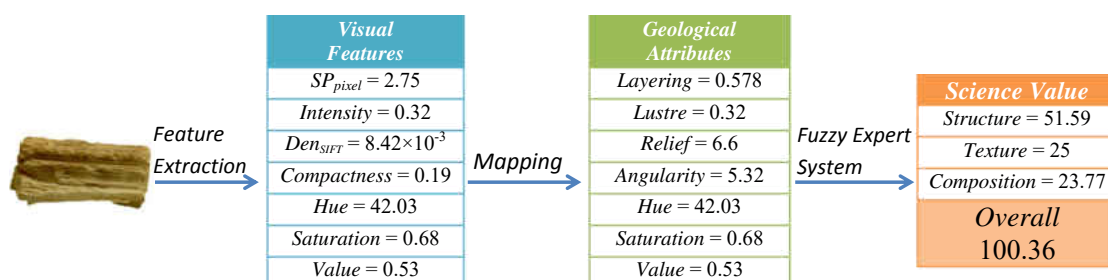 Feature
Extraction
Visual
Features
SP_pixel = 2.75
Intensity = 0.32
Den_SIFT = 8.42×10⁻³
Compactness = 0.19
Hue = 42.03
Saturation = 0.68
Value = 0.53
Mapping
Geological
Attributes
Layering = 0.578
Lustre = 0.32
Relief = 6.6
Angularity = 5.32
Hue = 42.03
Saturation = 0.68
Value = 0.53
Fuzzy Expert
System
Science Value
Structure = 51.59
Texture = 25
Composition = 23.77
Overall
100.36